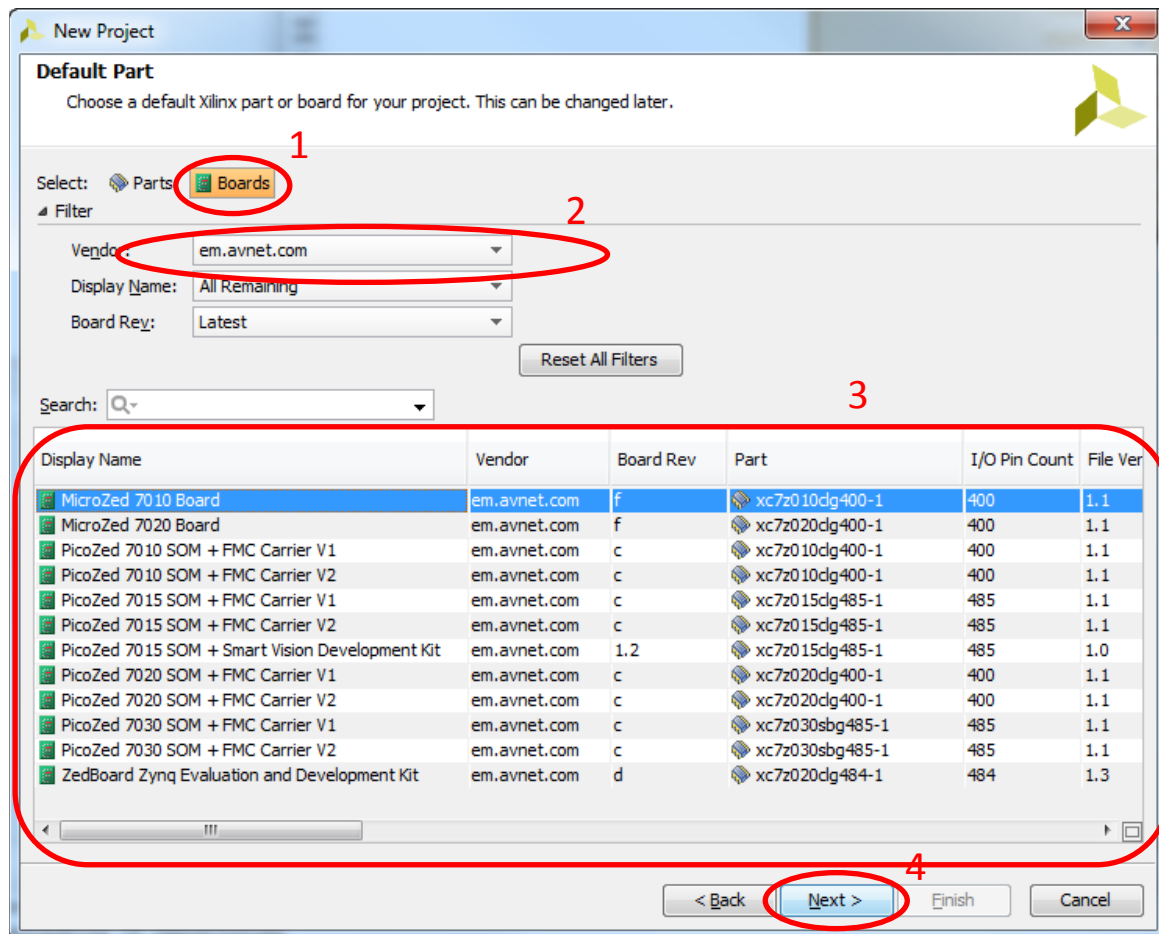 New Project
X
Default Part
Choose a default Xilinx part or board for your project. This can be changed later.
1
Select: Parts Boards
Filter
2
Vendor: em.avnet.com
Display Name: All Remaining
Board Rev: Latest
Reset All Filters
Search:
3
Display Name Vendor Board Rev Part I/O Pin Count File Ver
MicroZed 7010 Board em.avnet.com f xc7z010clg400-1 400 1.1
MicroZed 7020 Board em.avnet.com f xc7z020clg400-1 400 1.1
PicoZed 7010 SOM + FMC Carrier V1 em.avnet.com c xc7z010clg400-1 400 1.1
PicoZed 7010 SOM + FMC Carrier V2 em.avnet.com c xc7z010clg400-1 400 1.1
PicoZed 7015 SOM + FMC Carrier V1 em.avnet.com c xc7z015clg485-1 485 1.1
PicoZed 7015 SOM + FMC Carrier V2 em.avnet.com c xc7z015clg485-1 485 1.1
PicoZed 7015 SOM + Smart Vision Development Kit em.avnet.com 1.2 xc7z015clg485-1 485 1.0
PicoZed 7020 SOM + FMC Carrier V1 em.avnet.com c xc7z020clg400-1 400 1.1
PicoZed 7020 SOM + FMC Carrier V2 em.avnet.com c xc7z020clg400-1 400 1.1
PicoZed 7030 SOM + FMC Carrier V1 em.avnet.com c xc7z030sbg485-1 485 1.1
PicoZed 7030 SOM + FMC Carrier V2 em.avnet.com c xc7z030sbg485-1 485 1.1
ZedBoard Zynq Evaluation and Development Kit em.avnet.com d xc7z020clg484-1 484 1.3
4
< Back Next > Finish Cancel